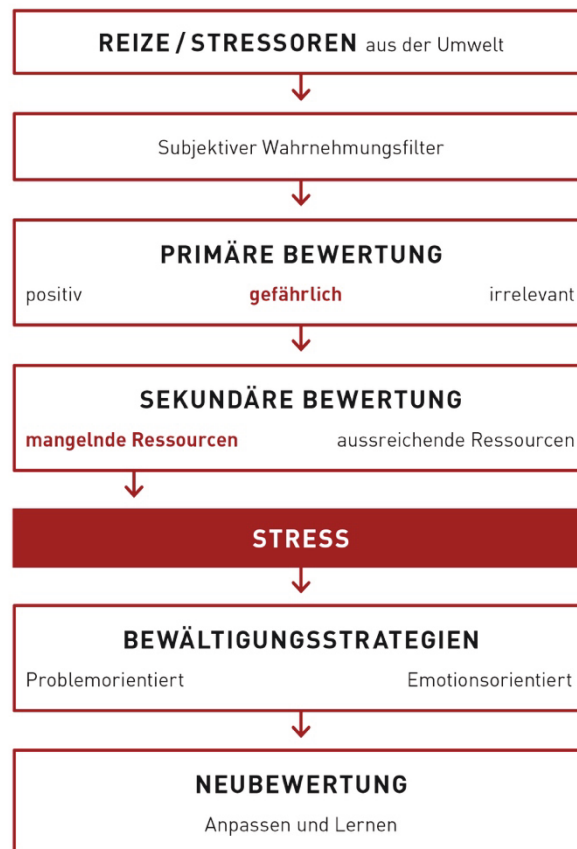 REIZE / STRESSOREN aus der Umwelt
Subjektiver Wahrnehmungsfilter
PRIMÄRE BEWERTUNG
positiv gefährlich irrelevant
SEKUNDÄRE BEWERTUNG
mangelnde Ressourcen aussreichende Ressourcen
STRESS
BEWÄLTIGUNGSSTRATEGIEN
Problemorientiert Emotionsorientiert
NEUBEWERTUNG
Anpassen und Lernen